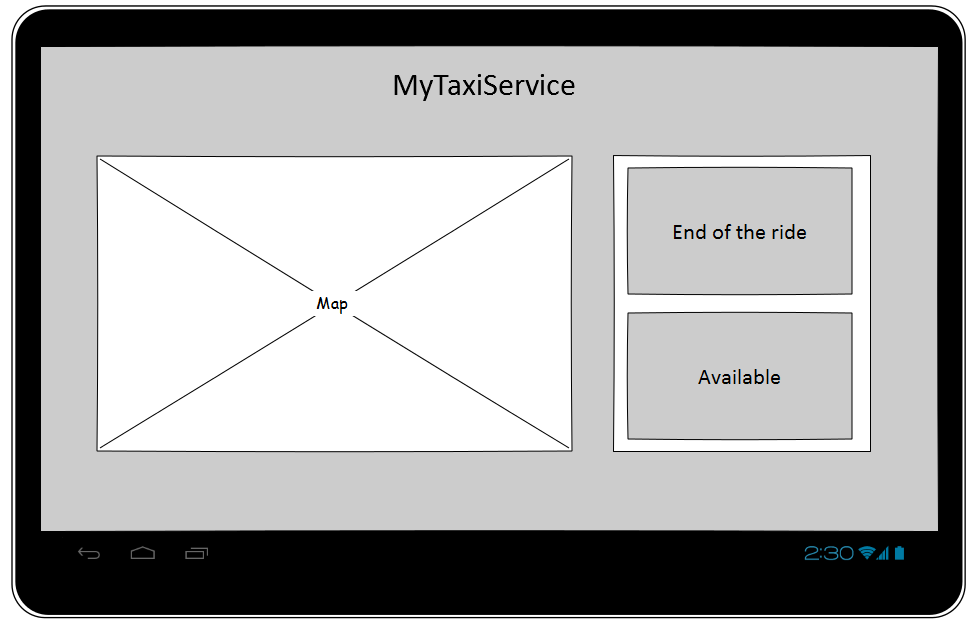 MyTaxiService
Map
End of the ride
Available
2:30